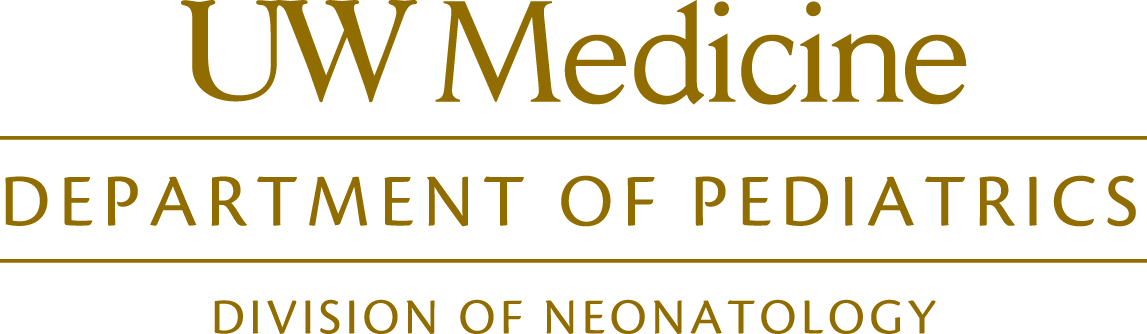 UW Medicine
DEPARTMENT OF PEDIATRICS
DIVISION OF NEONATOLOGY